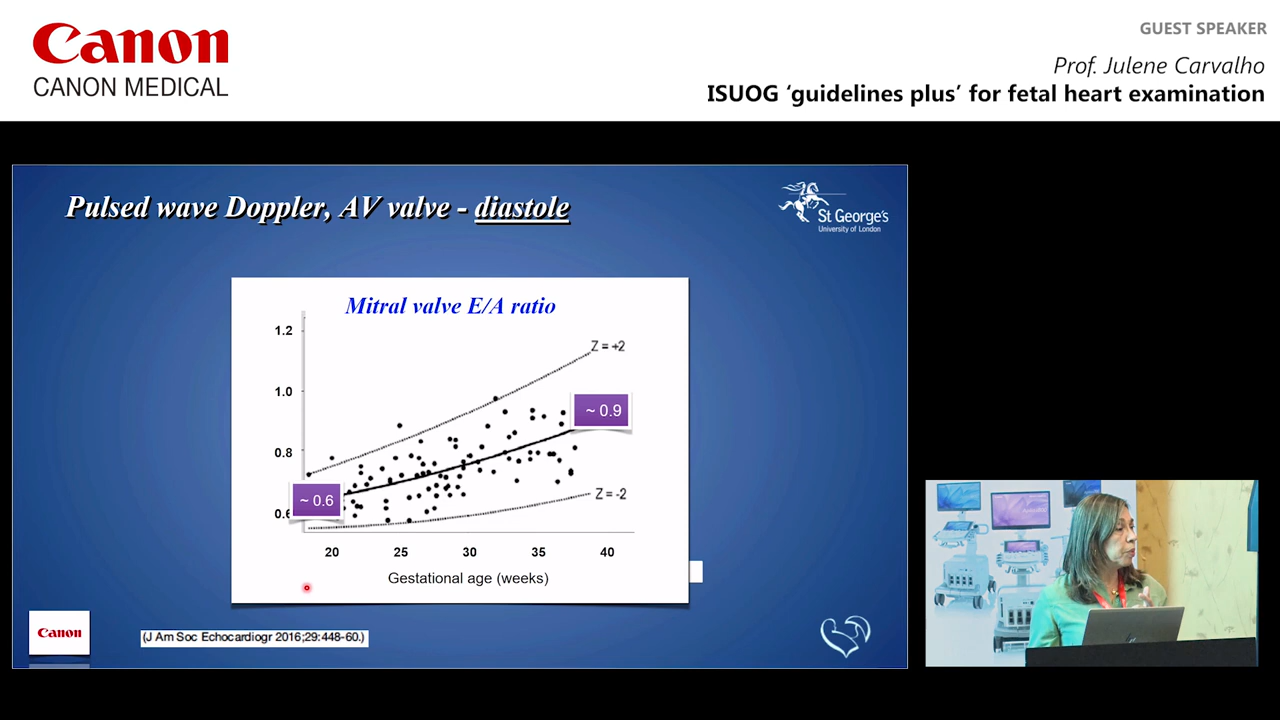 Canon
CANON MEDICAL
GUEST SPEAKER
Prof. Julene Carvalho
ISUOG ‘guidelines plus’ for fetal heart examination
Pulsed wave Doppler, AV valve - diastole
St George's
University of London
Mitral valve E/A ratio
1.2
1.0
0.8
0.6
Z = +2
~ 0.9
~ 0.6
Z = -2
20 25 30 35 40
Gestational age (weeks)
Canon
(J Am Soc Echocardiogr 2016;29:448-60.)